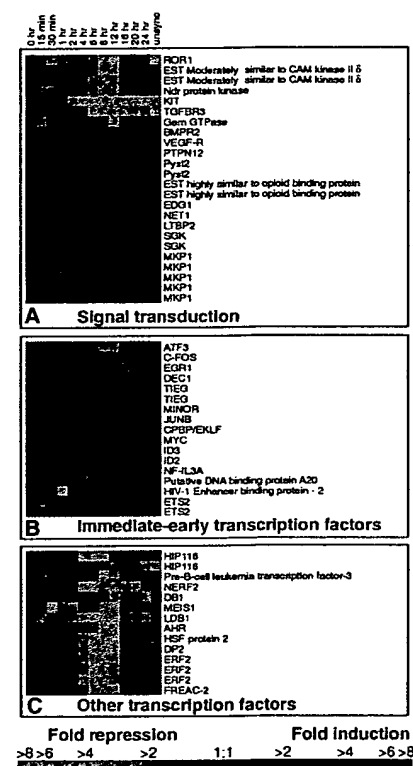 0 hr
15 min
30 min
1 hr
2 hr
4 hr
6 hr
8 hr
12 hr
16 hr
20 hr
24 hr
unsync
ROR1
EST Moderately similar to CAM kinase II δ
EST Moderately similar to CAM kinase II δ
Ndr protein kinase
KIT
TGFBR3
Gem GTPase
BMPR2
VEGF-R
PTPN12
Pyst2
Pyst2
EST highly similar to opioid binding protein
EST highly similar to opioid binding protein
EDG1
NET1
LTBP2
SGK
SGK
MKP1
MKP1
MKP1
MKP1
MKP1
A Signal transduction
ATF3
C-FOS
EGR1
DEC1
TIEG
TIEG
MINOR
JUNB
CPBP/EKLF
MYC
ID3
ID2
NF-IL3A
Putative DNA binding protein A20
HIV-1 Enhancer binding protein - 2
ETS2
ETS2
B Immediate-early transcription factors
HIP116
HIP116
Pre-B-cell leukemia transcription factor-3
NERF2
DB1
MEIS1
LDB1
AHR
HSF protein 2
DP2
ERF2
ERF2
ERF2
FREAC-2
C Other transcription factors
Fold repression Fold induction
>8 >6 >4 >2 1:1 >2 >4 >6 >8